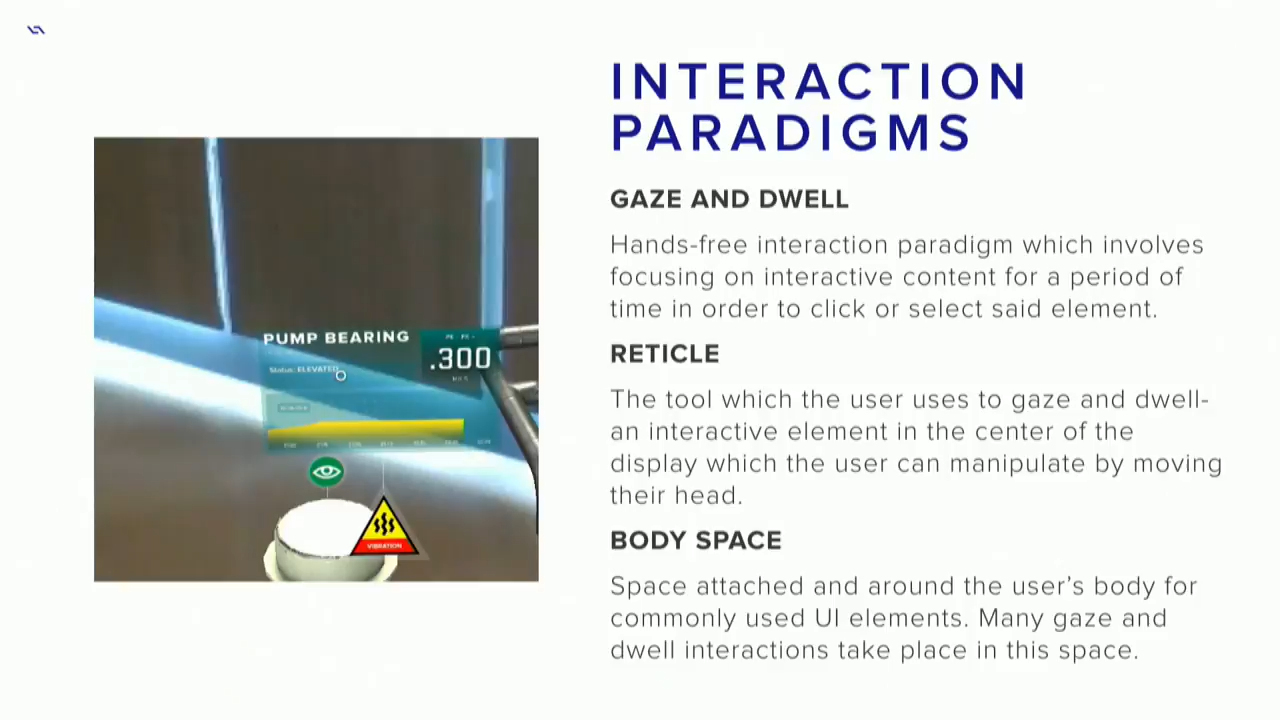 INTERACTION
PARADIGMS
GAZE AND DWELL
Hands-free interaction paradigm which involves
focusing on interactive content for a period of
time in order to click or select said element.
RETICLE
The tool which the user uses to gaze and dwell-
an interactive element in the center of the
display which the user can manipulate by moving
their head.
BODY SPACE
Space attached and around the user’s body for
commonly used UI elements. Many gaze and
dwell interactions take place in this space.
PUMP BEARING
.300
Status: ELEVATED
VIBRATION